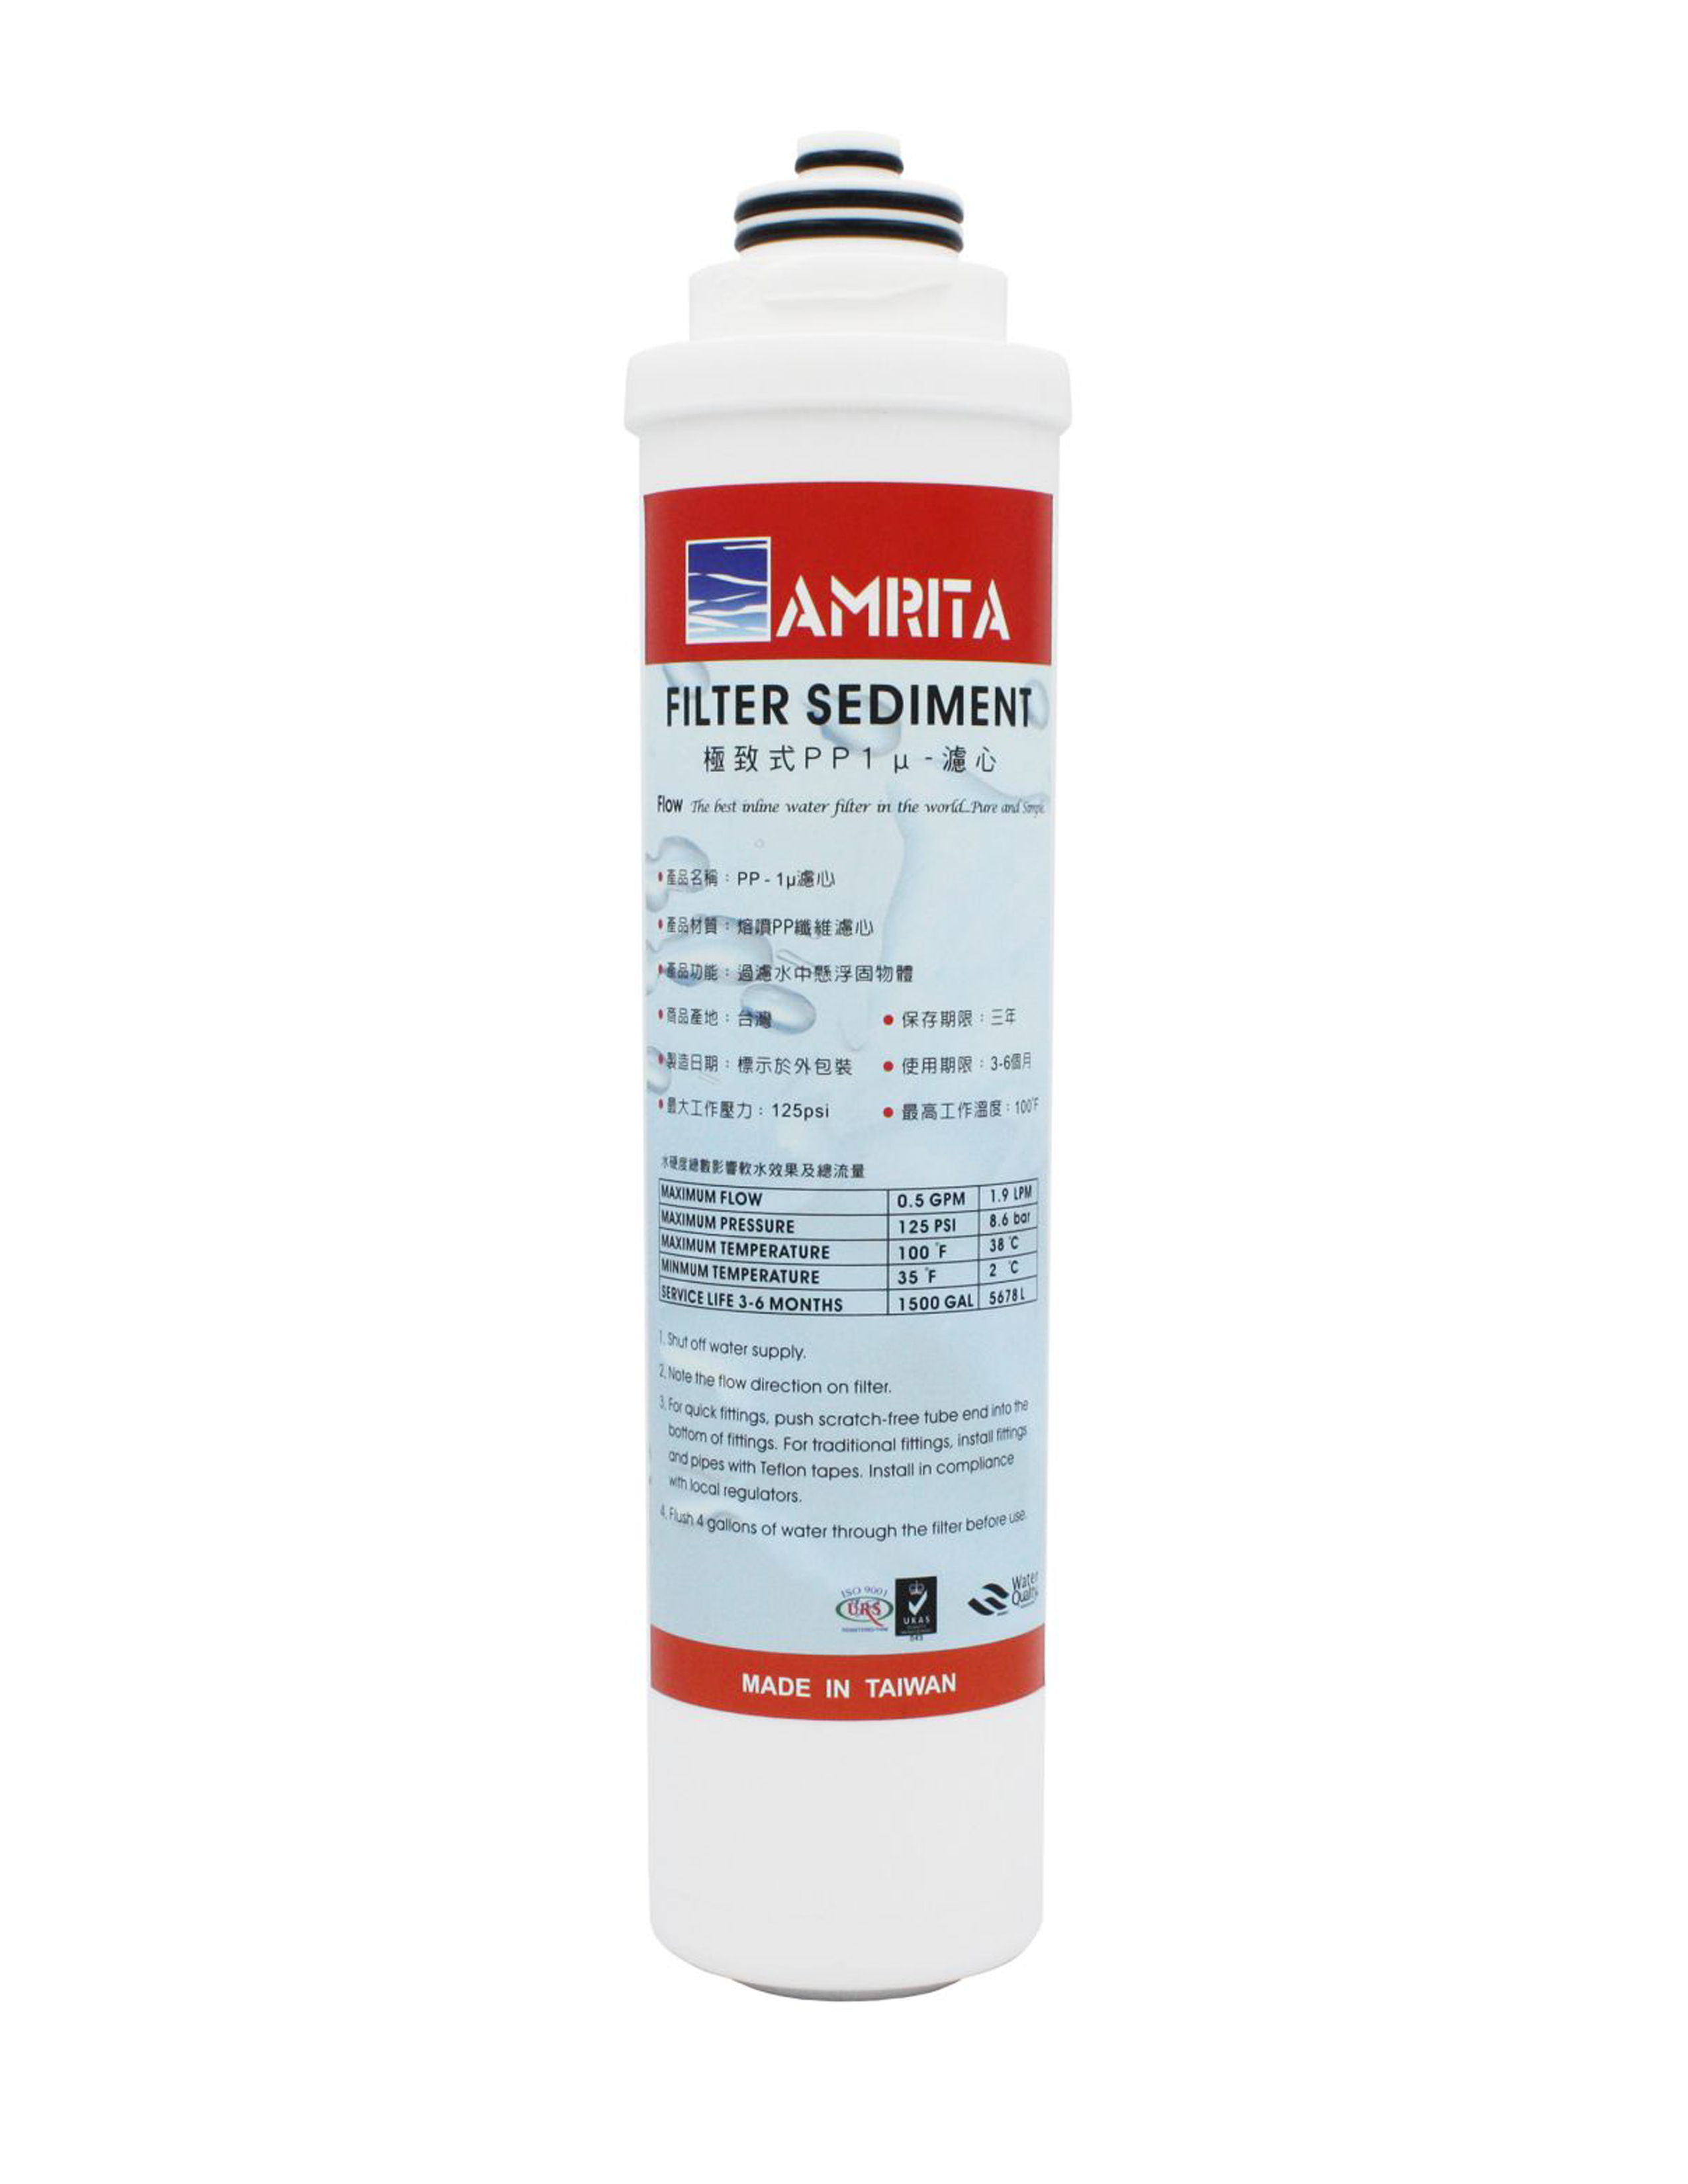 AMRITA
FILTER SEDIMENT
極致式PP1μ-濾心
Flow The best inline water filter in the world...Pure and Simple
產品名稱：PP-1μ濾心
產品材質：熔噴PP纖維濾心
產品功能：過濾水中懸浮固物體
商品產地：台灣 保存期限：三年
製造日期：標示於外包裝 使用期限：3-6個月
最大工作壓力：125psi 最高工作溫度：100°F
水硬度總數影響軟水效果及總流量
MAXIMUM FLOW 0.5 GPM 1.9 LPM
MAXIMUM PRESSURE 125 PSI 8.6 bar
MAXIMUM TEMPERATURE 100 °F 38 °C
MINMUM TEMPERATURE 35 °F 2 °C
SERVICE LIFE 3-6 MONTHS 1500 GAL 5678 L
1. Shut off water supply.
2. Note the flow direction on filter.
3. For quick fittings, push scratch-free tube end into the
bottom of fittings. For traditional fittings, install fittings
and pipes with Teflon tapes. Install in compliance
with local regulators.
4. Flush 4 gallons of water through the filter before use.
ISO 9001
URS
UKAS
Water
Quality
MADE IN TAIWAN